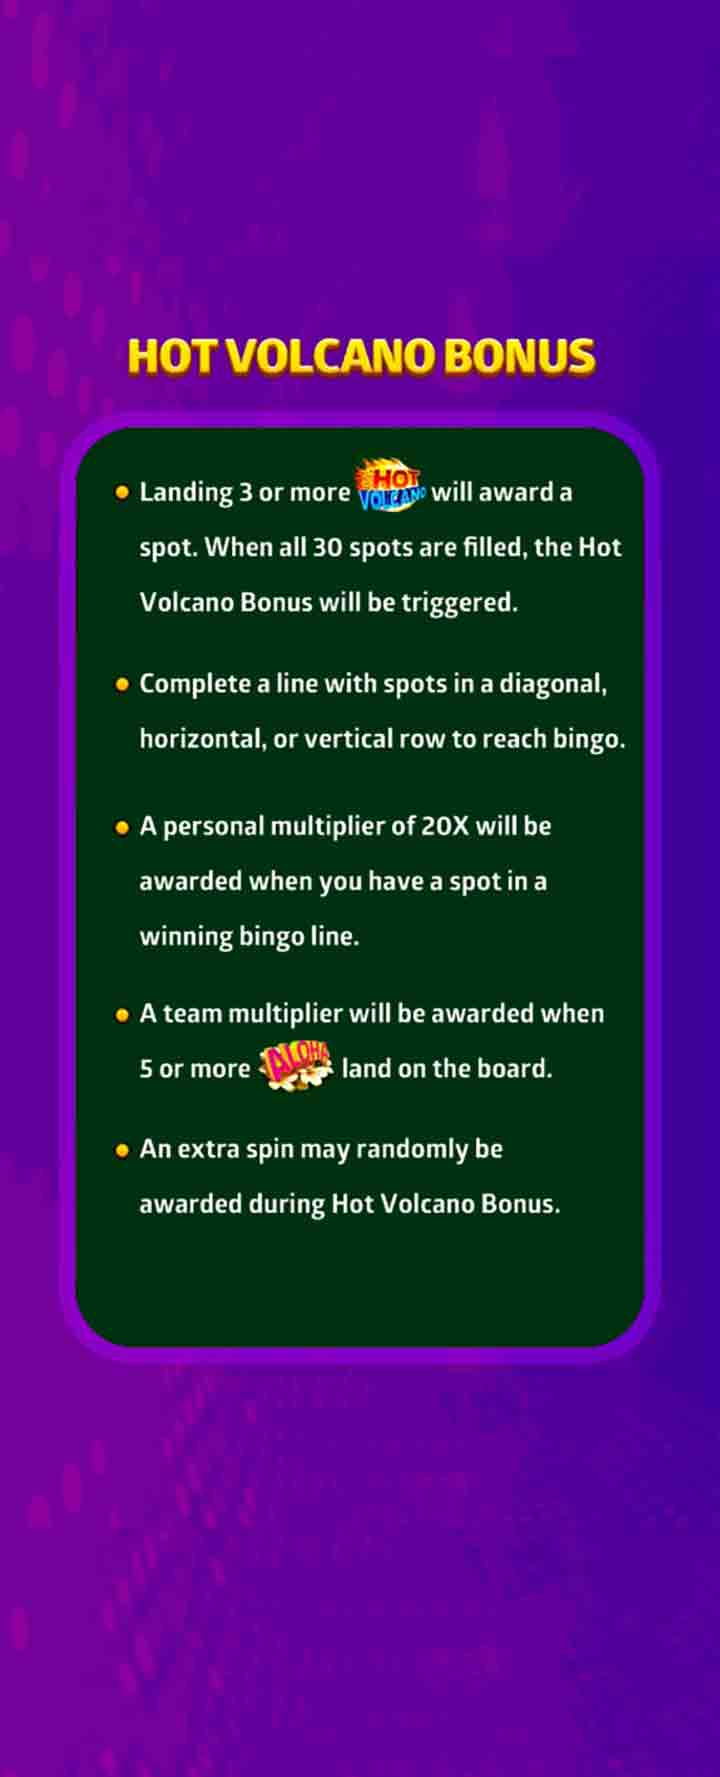 HOT VOLCANO BONUS
Landing 3 or more HOT VOLCANO will award a
spot. When all 30 spots are filled, the Hot
Volcano Bonus will be triggered.
Complete a line with spots in a diagonal,
horizontal, or vertical row to reach bingo.
A personal multiplier of 20X will be
awarded when you have a spot in a
winning bingo line.
A team multiplier will be awarded when
5 or more ALOHA land on the board.
An extra spin may randomly be
awarded during Hot Volcano Bonus.